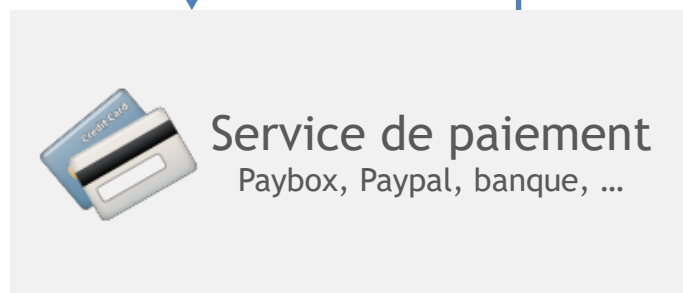 Credit Card
Service de paiement
Paybox, Paypal, banque, …